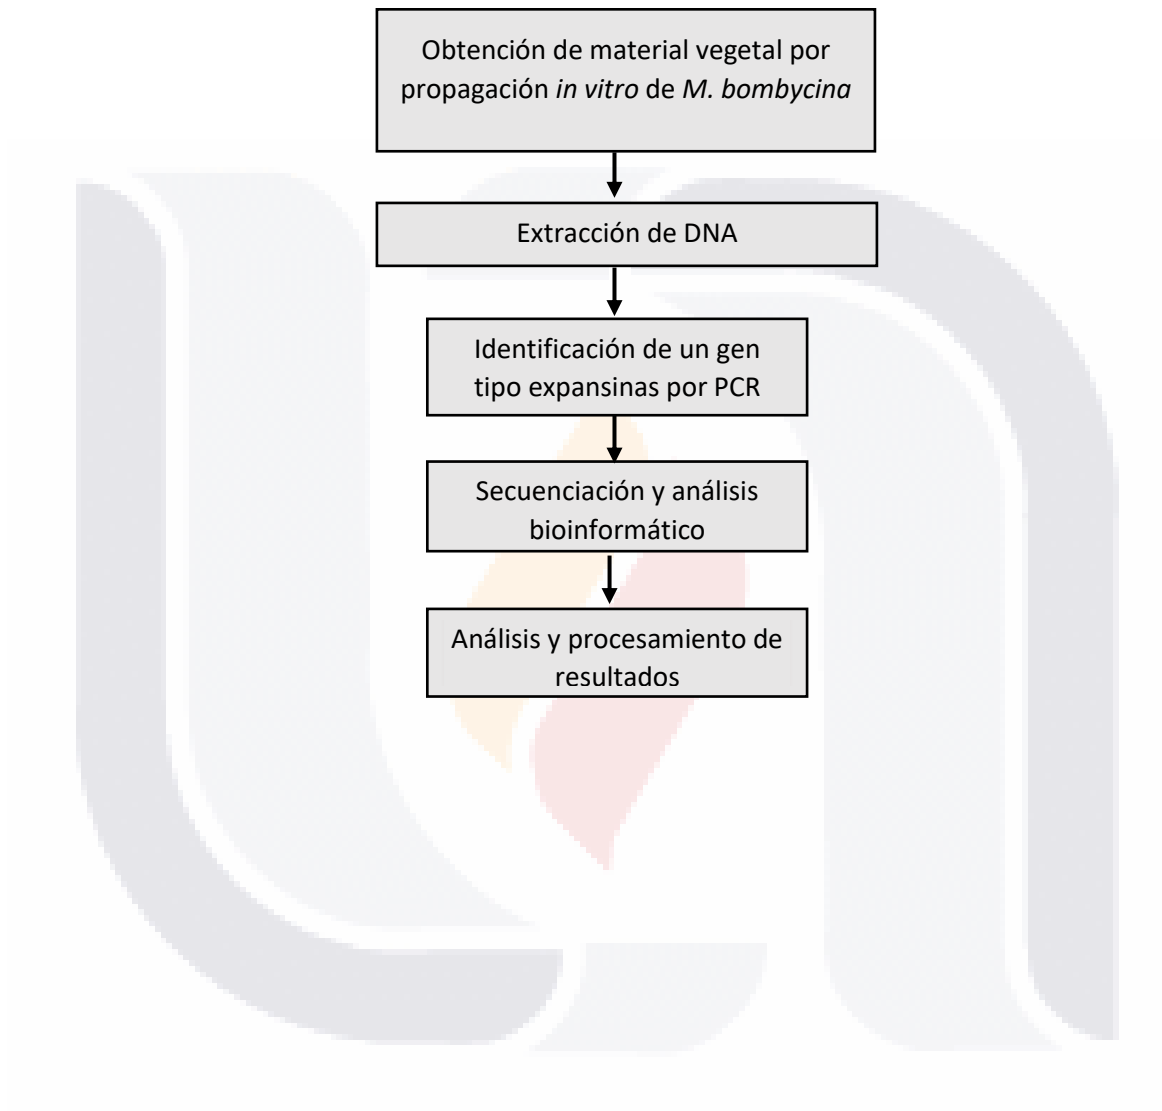 Obtención de material vegetal por
propagación in vitro de M. bombycina
Extracción de DNA
Identificación de un gen
tipo expansinas por PCR
Secuenciación y análisis
bioinformático
Análisis y procesamiento de
resultados